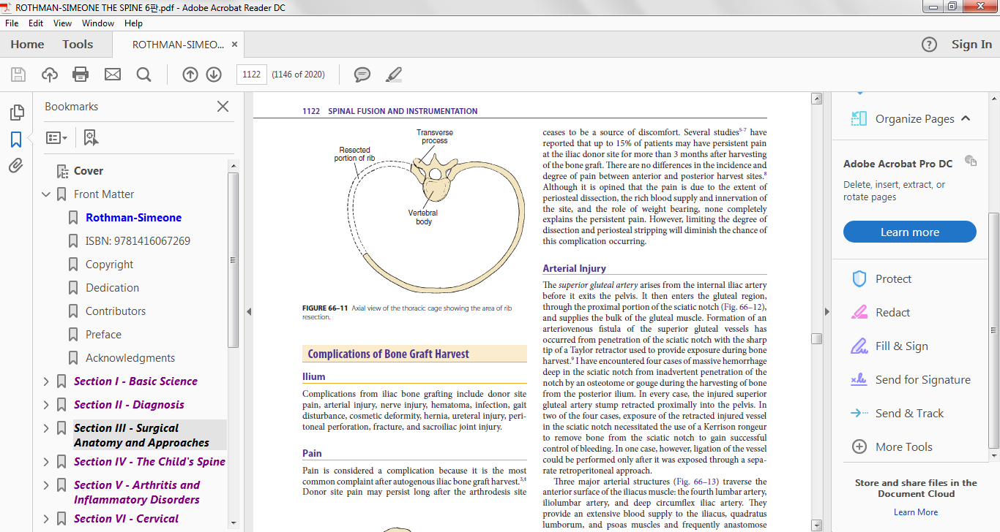 ROTHMAN-SIMEONE THE SPINE 6판.pdf - Adobe Acrobat Reader DC
File Edit View Window Help
Home Tools ROTHMAN-SIMEO... × Sign In
1122 (1146 of 2020)
Bookmarks
Cover
Front Matter
Rothman-Simeone
ISBN: 9781416067269
Copyright
Dedication
Contributors
Preface
Acknowledgments
Section I - Basic Science
Section II - Diagnosis
Section III - Surgical
Anatomy and Approaches
Section IV - The Child's Spine
Section V - Arthritis and
Inflammatory Disorders
Section VI - Cervical
1122 SPINAL FUSION AND INSTRUMENTATION
Transverse
process
Resected
portion of rib
Vertebral
body
FIGURE 66–11 Axial view of the thoracic cage showing the area of rib
resection.
Complications of Bone Graft Harvest
Ilium
Complications from iliac bone grafting include donor site
pain, arterial injury, nerve injury, hematoma, infection, gait
disturbance, cosmetic deformity, hernia, ureteral injury, peri-
toneal perforation, fracture, and sacroiliac joint injury.
Pain
Pain is considered a complication because it is the most
common complaint after autogenous iliac bone graft harvest.3,4
Donor site pain may persist long after the arthrodesis site
ceases to be a source of discomfort. Several studies5-7 have
reported that up to 15% of patients may have persistent pain
at the iliac donor site for more than 3 months after harvesting
of the bone graft. There are no differences in the incidence and
degree of pain between anterior and posterior harvest sites.8
Although it is opined that the pain is due to the extent of
periosteal dissection, the rich blood supply and innervation of
the site, and the role of weight bearing, none completely
explains the persistent pain. However, limiting the degree of
dissection and periosteal stripping will diminish the chance of
this complication occurring.
Arterial Injury
The superior gluteal artery arises from the internal iliac artery
before it exits the pelvis. It then enters the gluteal region,
through the proximal portion of the sciatic notch (Fig. 66–12),
and supplies the bulk of the gluteal muscle. Formation of an
arteriovenous fistula of the superior gluteal vessels has
occurred from penetration of the sciatic notch with the sharp
tip of a Taylor retractor used to provide exposure during bone
harvest.9 I have encountered four cases of massive hemorrhage
deep in the sciatic notch from inadvertent penetration of the
notch by an osteotome or gouge during the harvesting of bone
from the posterior ilium. In every case, the injured superior
gluteal artery stump retracted proximally into the pelvis. In
two of the four cases, exposure of the retracted injured vessel
in the sciatic notch necessitated the use of a Kerrison rongeur
to remove bone from the sciatic notch to gain successful
control of bleeding. In one case, however, ligation of the vessel
could be performed only after it was exposed through a sepa-
rate retroperitoneal approach.
Three major arterial structures (Fig. 66–13) traverse the
anterior surface of the iliacus muscle: the fourth lumbar artery,
iliolumbar artery, and deep circumflex iliac artery. They
provide an extensive blood supply to the iliacus, quadratus
lumborum, and psoas muscles and frequently anastomose
Organize Pages
Adobe Acrobat Pro DC
Delete, insert, extract, or
rotate pages
Learn more
Protect
Redact
Fill & Sign
Send for Signature
Send & Track
More Tools
Store and share files in the
Document Cloud
Learn More